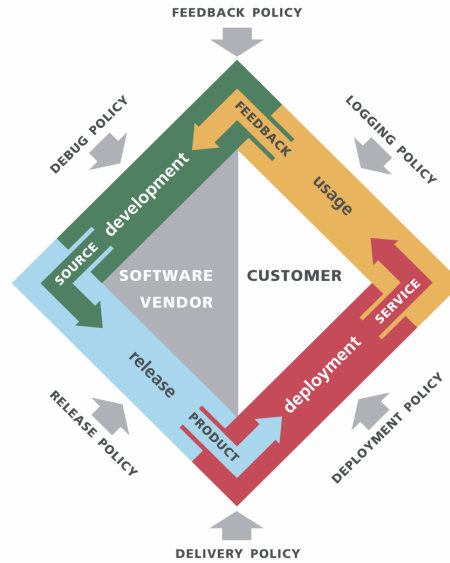 FEEDBACK POLICY
DEBUG POLICY
LOGGING POLICY
FEEDBACK
development
usage
SOURCE
SOFTWARE
VENDOR
CUSTOMER
SERVICE
release
deployment
PRODUCT
RELEASE POLICY
DEPLOYMENT POLICY
DELIVERY POLICY